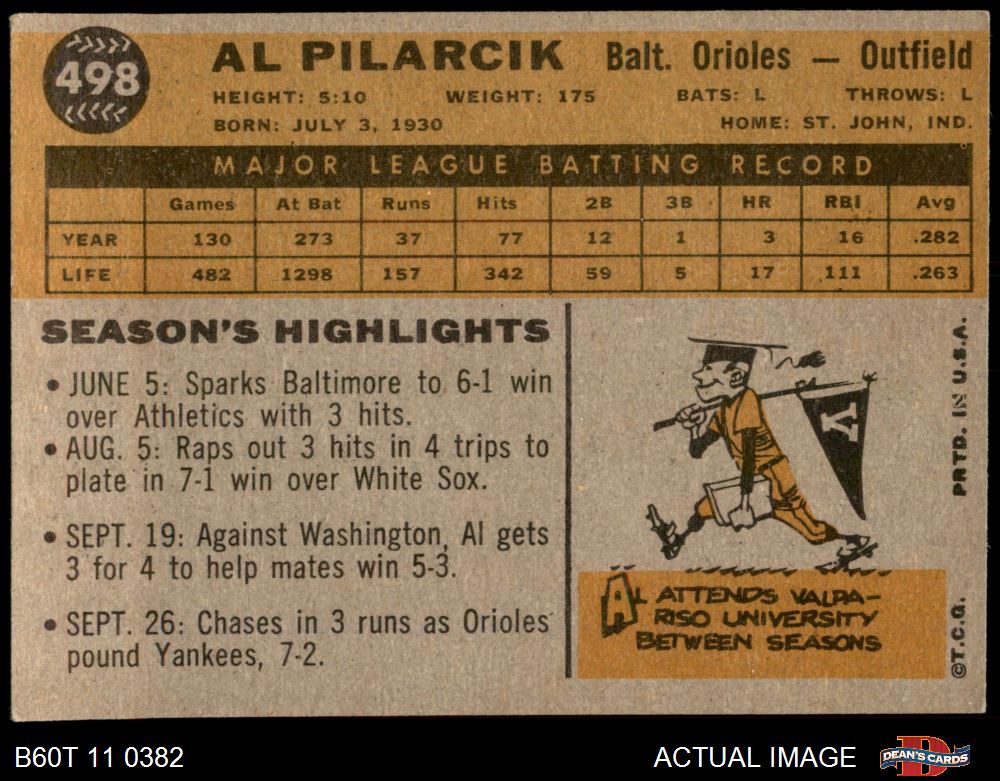 498
AL PILARCIK Balt. Orioles — Outfield
HEIGHT: 5:10 WEIGHT: 175 BATS: L THROWS: L
BORN: JULY 3, 1930 HOME: ST. JOHN, IND.
MAJOR LEAGUE BATTING RECORD
Games At Bat Runs Hits 2B 3B HR RBI Avg
YEAR 130 273 37 77 12 1 3 16 .282
LIFE 482 1298 157 342 59 5 17 111 .263
SEASON'S HIGHLIGHTS
• JUNE 5: Sparks Baltimore to 6-1 win
over Athletics with 3 hits.
• AUG. 5: Raps out 3 hits in 4 trips to
plate in 7-1 win over White Sox.
• SEPT. 19: Against Washington, Al gets
3 for 4 to help mates win 5-3.
• SEPT. 26: Chases in 3 runs as Orioles
pound Yankees, 7-2.
V
AL ATTENDS VALPA-
RISO UNIVERSITY
BETWEEN SEASONS
©T.C.G. PRTD. IN U.S.A.
B60T 11 0382 ACTUAL IMAGE DEAN'S CARDS